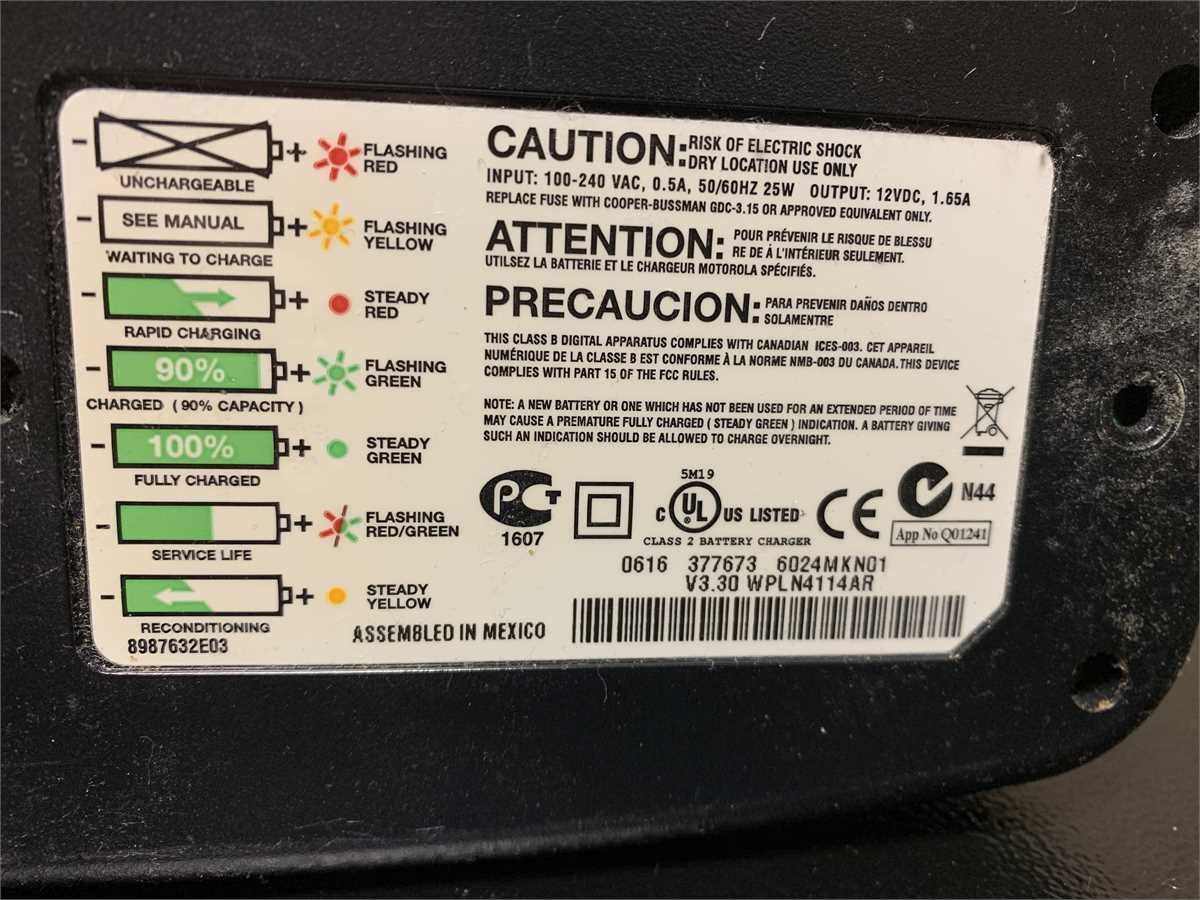 - + FLASHING
RED
UNCHARGEABLE
- SEE MANUAL + FLASHING
YELLOW
WAITING TO CHARGE
- + STEADY
RED
RAPID CHARGING
- 90% + FLASHING
GREEN
CHARGED ( 90% CAPACITY )
- 100% + STEADY
GREEN
FULLY CHARGED
- + FLASHING
RED/GREEN
SERVICE LIFE
- + STEADY
YELLOW
RECONDITIONING
8987632E03
CAUTION: RISK OF ELECTRIC SHOCK
DRY LOCATION USE ONLY
INPUT: 100-240 VAC, 0.5A, 50/60HZ 25W OUTPUT: 12VDC, 1.65A
REPLACE FUSE WITH COOPER-BUSSMAN GDC-3.15 OR APPROVED EQUIVALENT ONLY.
ATTENTION: POUR PRÉVENIR LE RISQUE DE BLESSU
RE DE À L'INTÉRIEUR SEULEMENT.
UTILSEZ LA BATTERIE ET LE CHARGEUR MOTOROLA SPÉCIFIÉS.
PRECAUCION: PARA PREVENIR DAÑOS DENTRO
SOLAMENTRE
THIS CLASS B DIGITAL APPARATUS COMPLIES WITH CANADIAN ICES-003. CET APPAREIL
NUMÉRIQUE DE LA CLASSE B EST CONFORME À LA NORME NMB-003 DU CANADA. THIS DEVICE
COMPLIES WITH PART 15 OF THE FCC RULES.
NOTE: A NEW BATTERY OR ONE WHICH HAS NOT BEEN USED FOR AN EXTENDED PERIOD OF TIME
MAY CAUSE A PREMATURE FULLY CHARGED ( STEADY GREEN ) INDICATION. A BATTERY GIVING
SUCH AN INDICATION SHOULD BE ALLOWED TO CHARGE OVERNIGHT.
PCT
1607
5M19
C UL® US LISTED
CLASS 2 BATTERY CHARGER
CE
N44
App No Q01241
0616 377673 6024MKN01
V3.30 WPLN4114AR
ASSEMBLED IN MEXICO